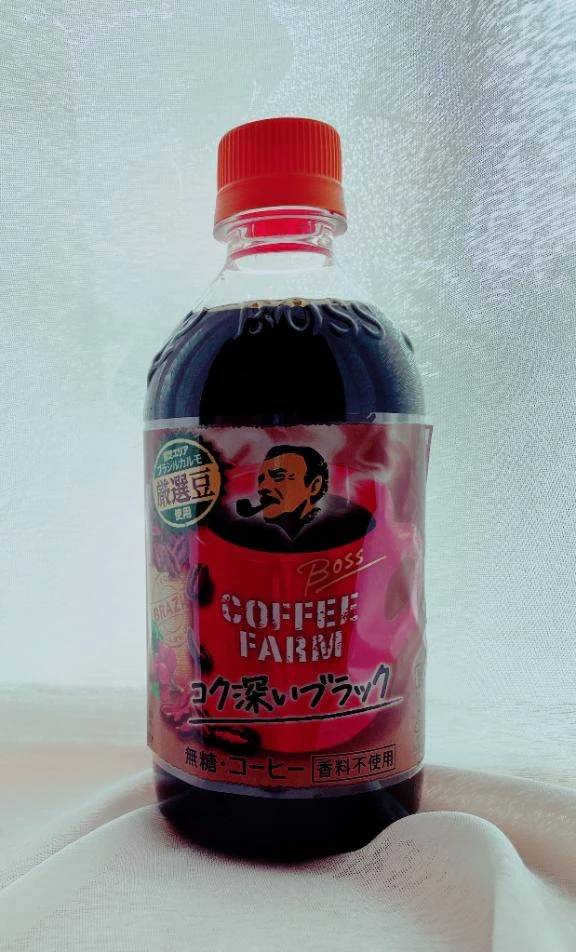 BOSS
ブラジルカルモ
厳選豆
使用
Boss
COFFEE
FARM
コク深いブラック
無糖・コーヒー 香料不使用